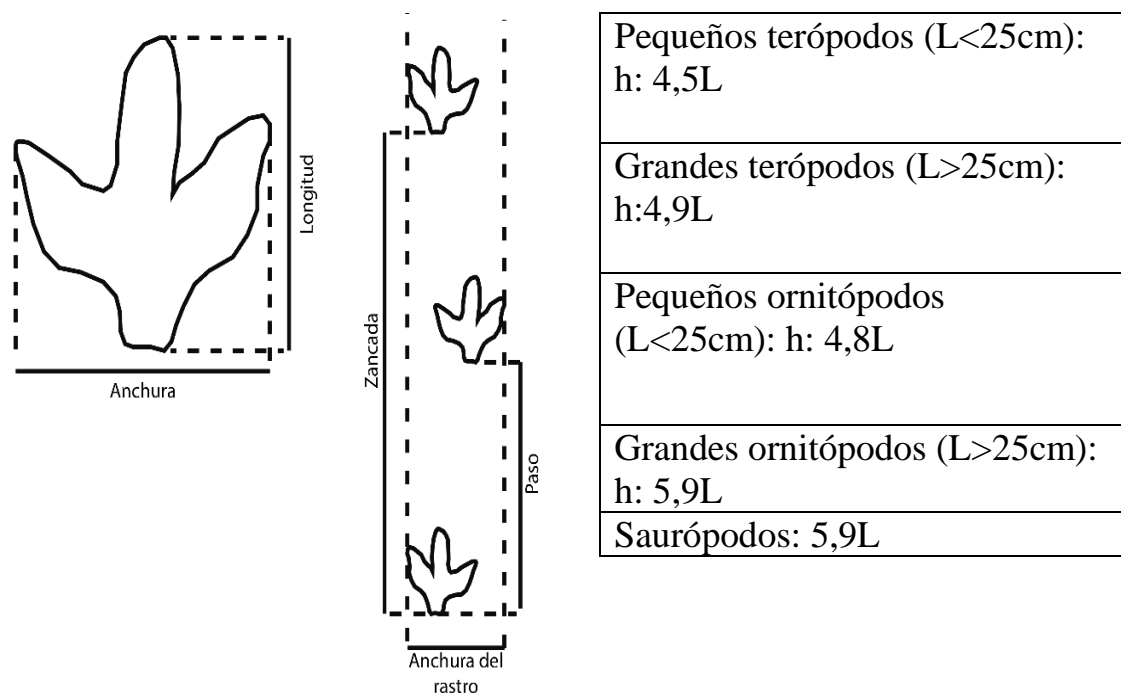 Longitud
Anchura
Zancada
Paso
Anchura del
rastro
Pequeños terópodos (L<25cm):
h: 4,5L
Grandes terópodos (L>25cm):
h:4,9L
Pequeños ornitópodos
(L<25cm): h: 4,8L
Grandes ornitópodos (L>25cm):
h: 5,9L
Saurópodos: 5,9L